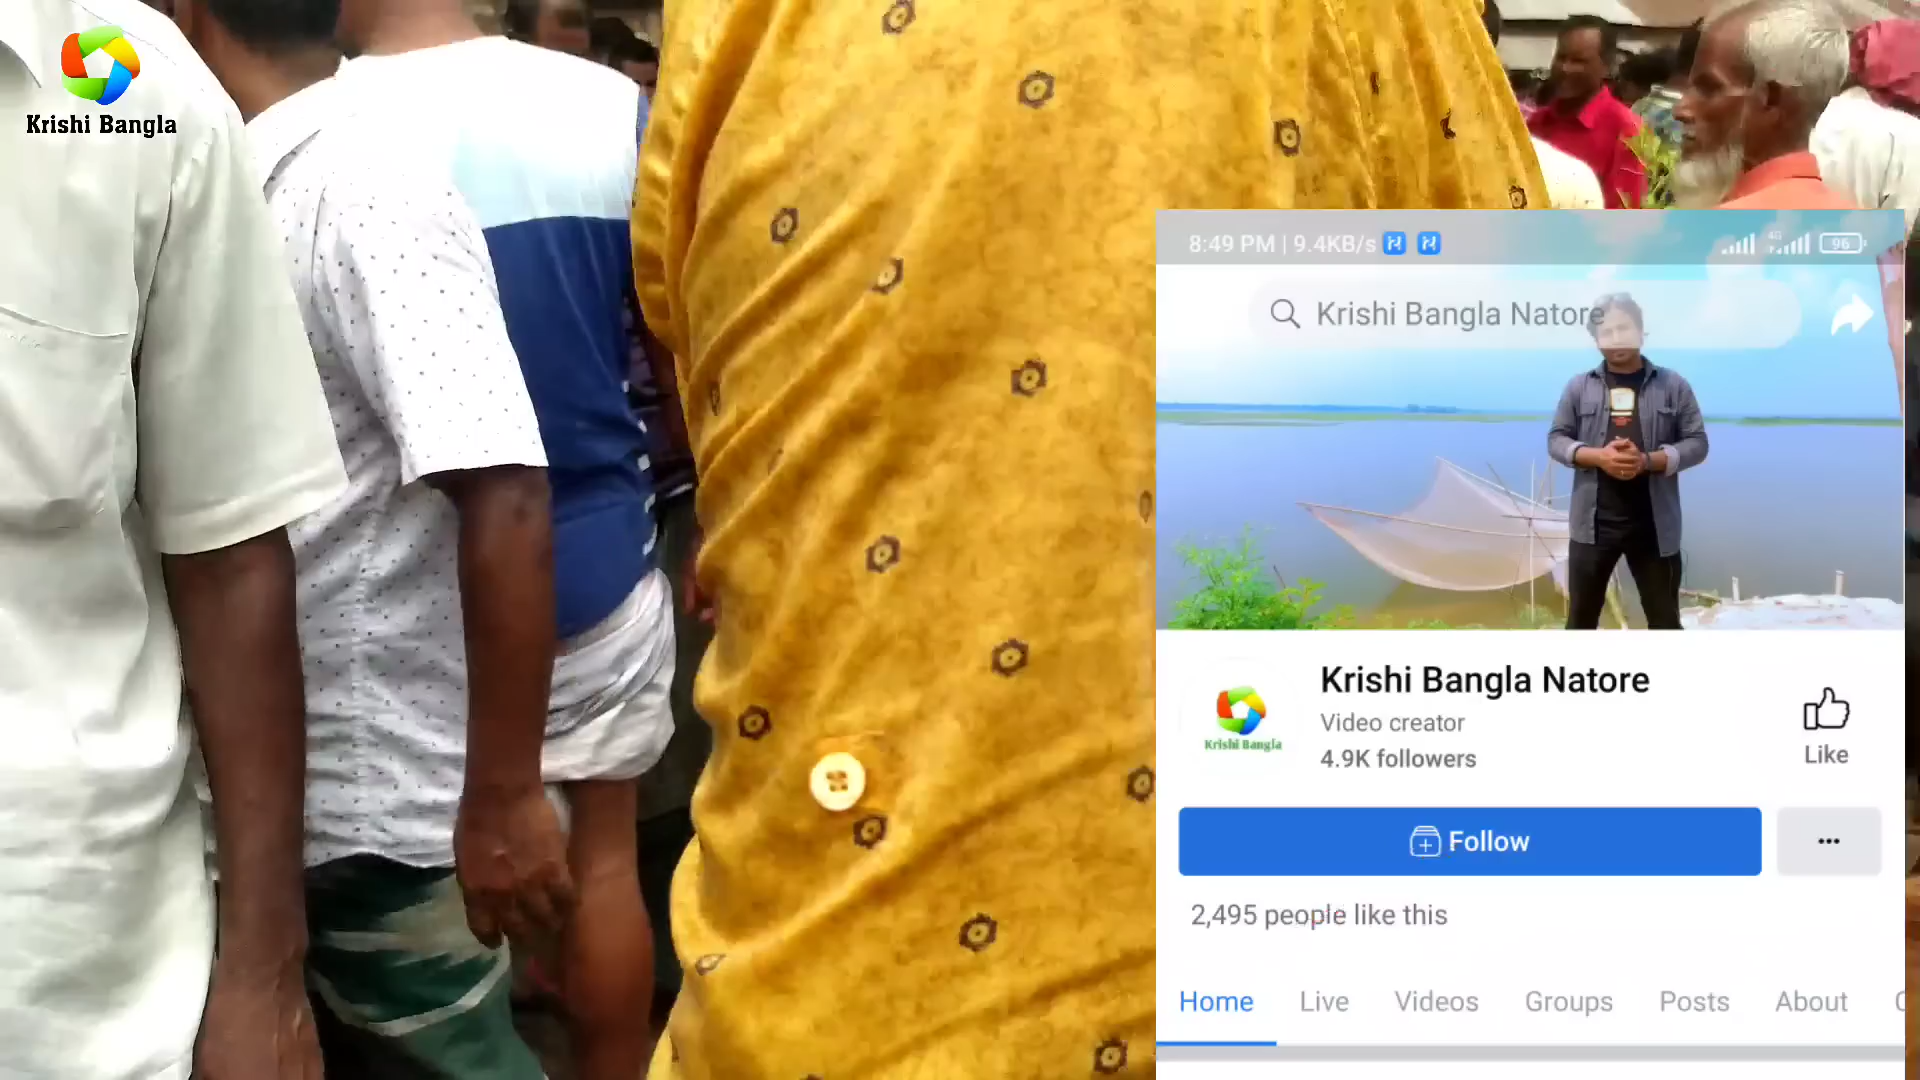 Krishi Bangla
8:49 PM | 9.4KB/s
4G
96
Krishi Bangla Natore
Krishi Bangla Natore
Video creator
4.9K followers
Krishi Bangla
Like
Follow
2,495 people like this
Home Live Videos Groups Posts About